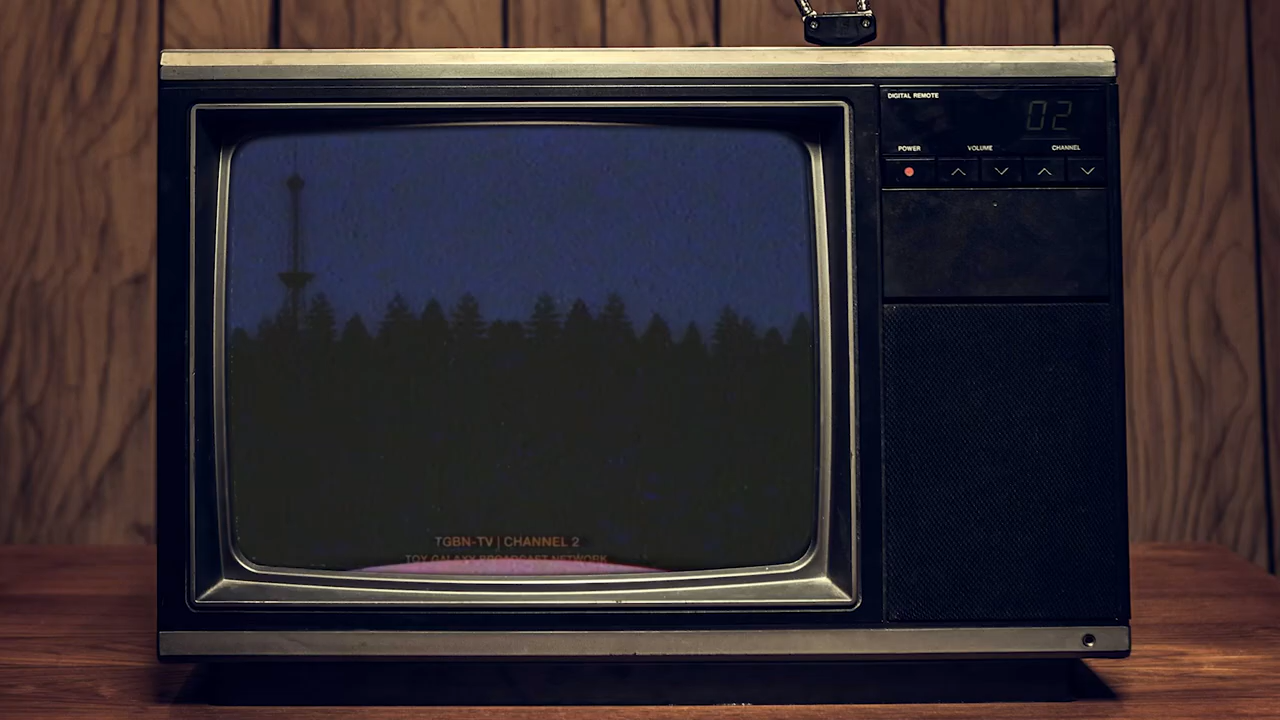 DIGITAL REMOTE
02
POWER VOLUME CHANNEL
TGBN-TV | CHANNEL 2
TOY GALAXY BROADCAST NETWORK